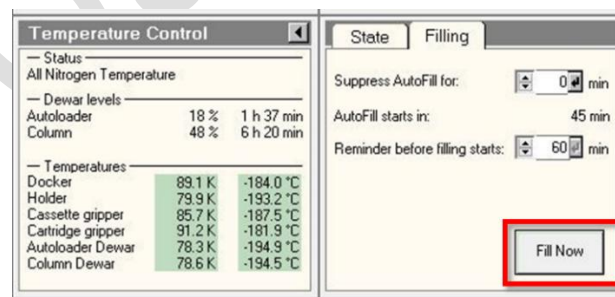 Temperature Control
Status
All Nitrogen Temperature
Dewar levels
Autoloader 18 % 1 h 37 min
Column 48 % 6 h 20 min
Temperatures
Docker 89.1 K -184.0 °C
Holder 79.9 K -193.2 °C
Cassette gripper 85.7 K -187.5 °C
Cartridge gripper 91.2 K -181.9 °C
Autoloader Dewar 78.3 K -194.9 °C
Column Dewar 78.6 K -194.5 °C
State Filling
Suppress AutoFill for: 0 min
AutoFill starts in: 45 min
Reminder before filling starts: 60 min
Fill Now